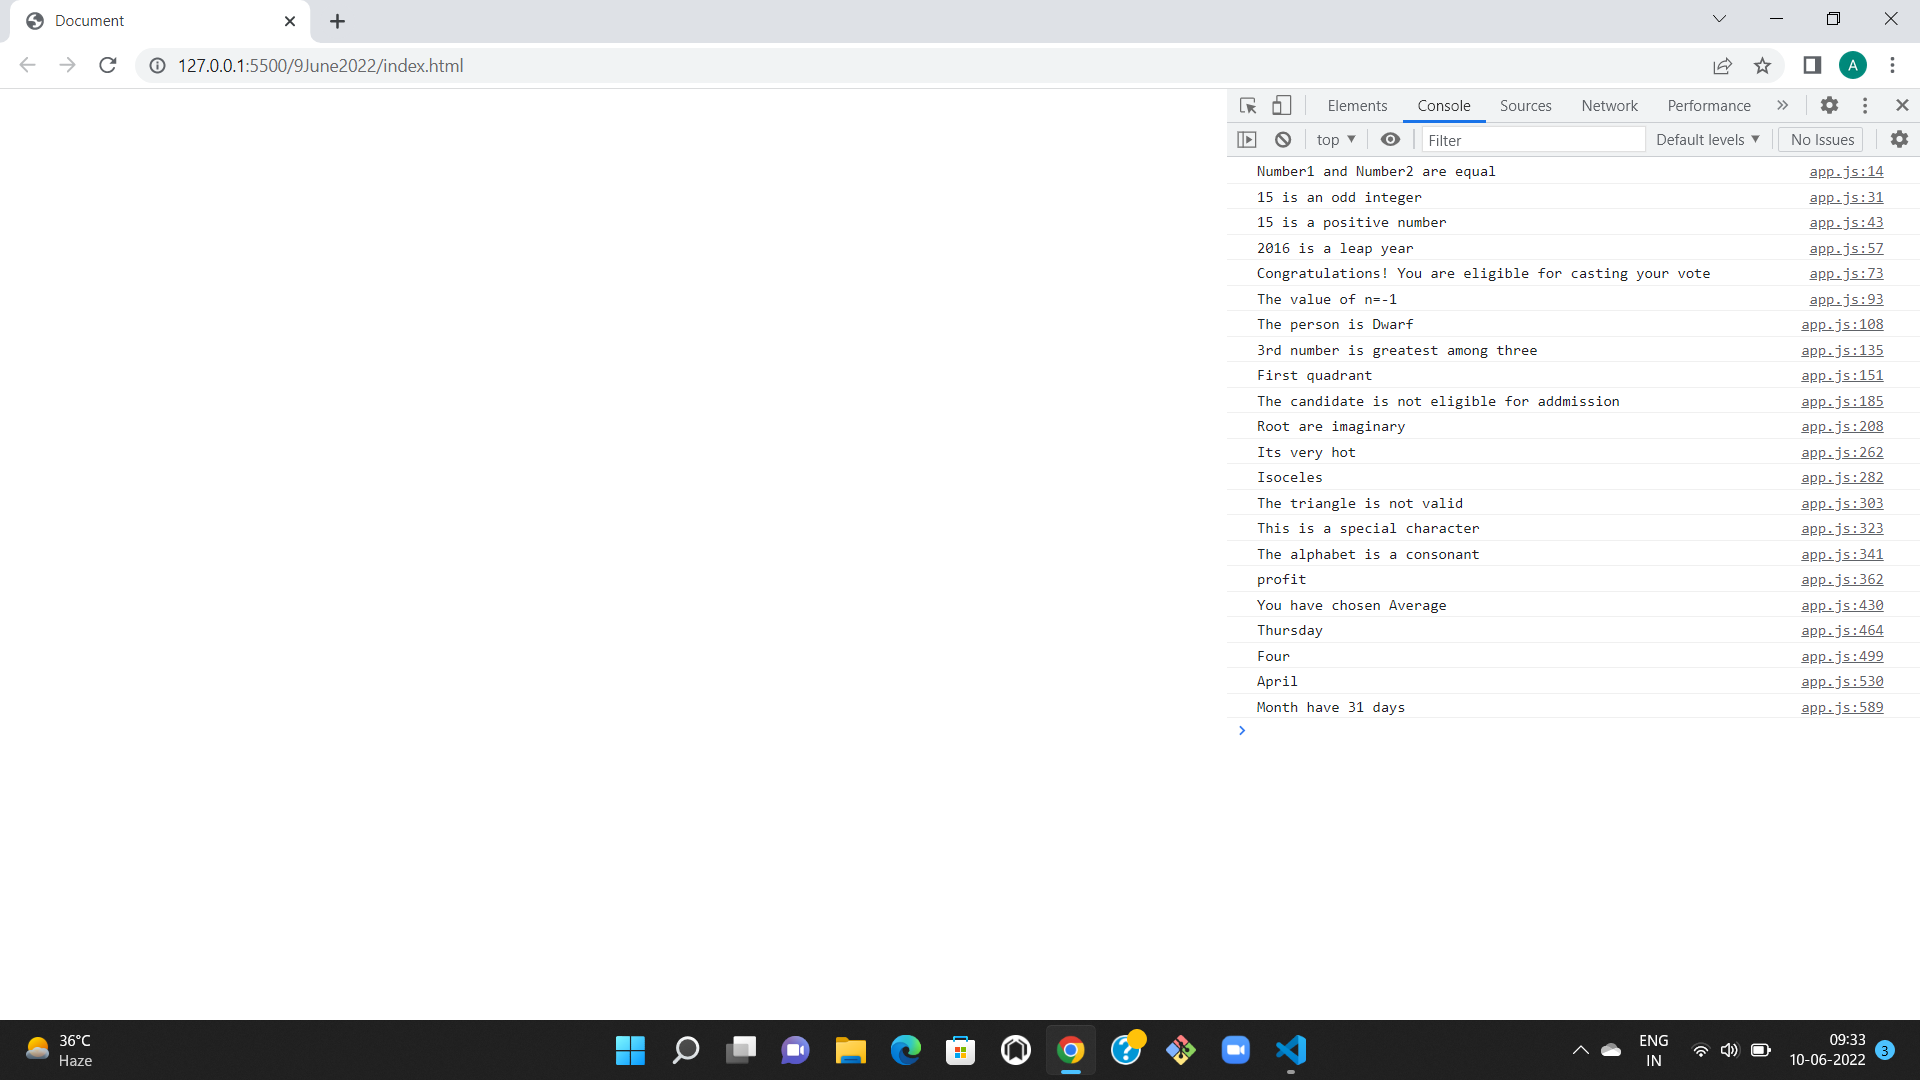 Document
127.0.0.1:5500/9June2022/index.html
A
Elements Console Sources Network Performance
top Filter Default levels No Issues
Number1 and Number2 are equal app.js:14
15 is an odd integer app.js:31
15 is a positive number app.js:43
2016 is a leap year app.js:57
Congratulations! You are eligible for casting your vote app.js:73
The value of n=-1 app.js:93
The person is Dwarf app.js:108
3rd number is greatest among three app.js:135
First quadrant app.js:151
The candidate is not eligible for addmission app.js:185
Root are imaginary app.js:208
Its very hot app.js:262
Isoceles app.js:282
The triangle is not valid app.js:303
This is a special character app.js:323
The alphabet is a consonant app.js:341
profit app.js:362
You have chosen Average app.js:430
Thursday app.js:464
Four app.js:499
April app.js:530
Month have 31 days app.js:589
36°C
Haze
ENG
IN
09:33
10-06-2022
3